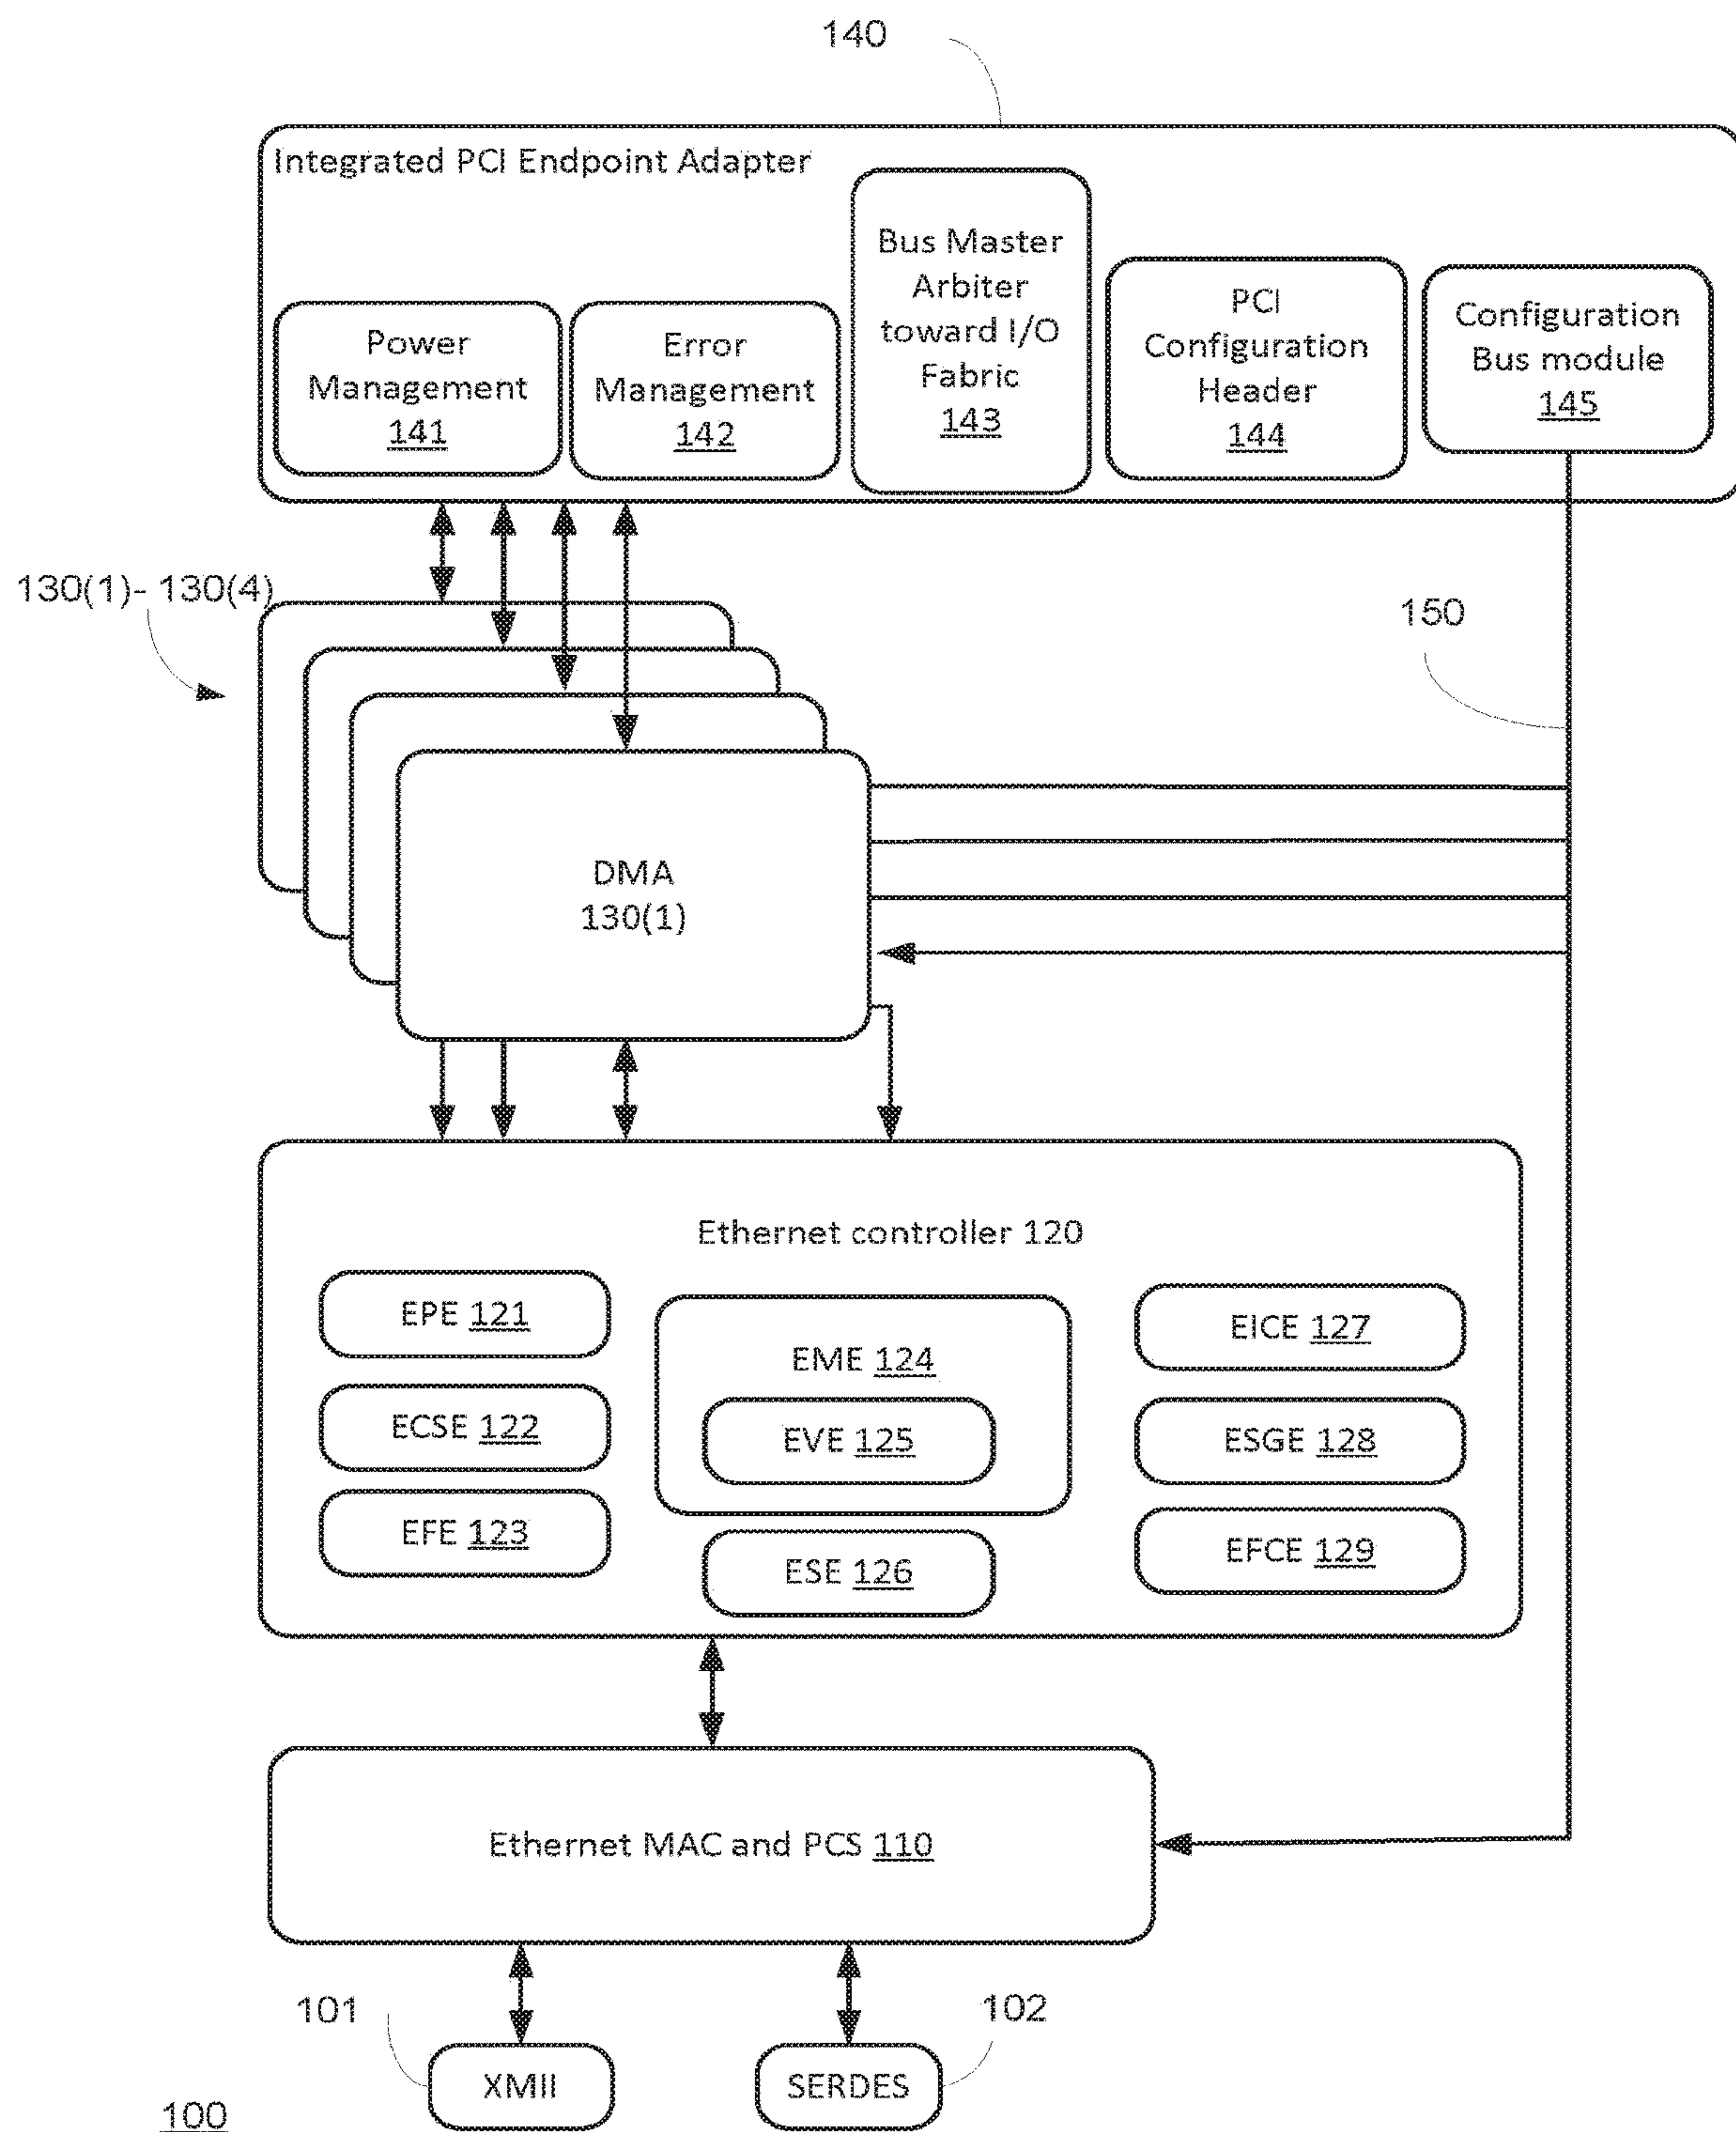 140
Integrated PCI Endpoint Adapter
Power
Management
141
Error
Management
142
Bus Master
Arbiter
toward I/O
Fabric
143
PCI
Configuration
Header
144
Configuration
Bus module
145
130(1)- 130(4)
150
DMA
130(1)
Ethernet controller 120
EPE 121
ECSE 122
EFE 123
EME 124
EVE 125
ESE 126
EICE 127
ESGE 128
EFCE 129
Ethernet MAC and PCS 110
101
102
XMII
SERDES
100